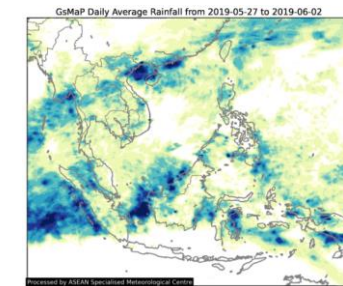 GsMaP Daily Average Rainfall from 2019-05-27 to 2019-06-02
Processed by ASEAN Specialised Meteorological Centre